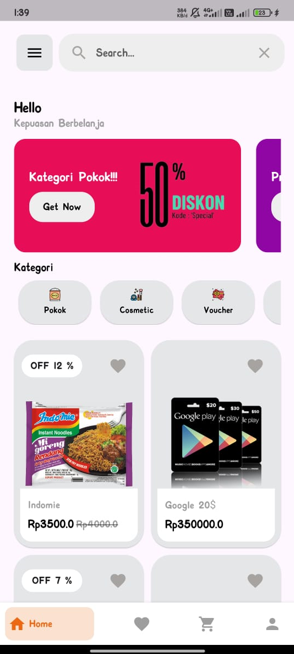 1:39
4G+
23
Search...
Hello
Kepuasan Berbelanja
Kategori Pokok!!!
Get Now
50%
DISKON
Kode : Special
Kategori
Pokok
Cosmetic
Voucher
OFF 12 %
Indomie
Instant Noodles
Mi goreng
Google play
$20
$30
$50
Indomie
Rp3500.0 Rp4000.0
Google 20$
Rp350000.0
OFF 7 %
Home